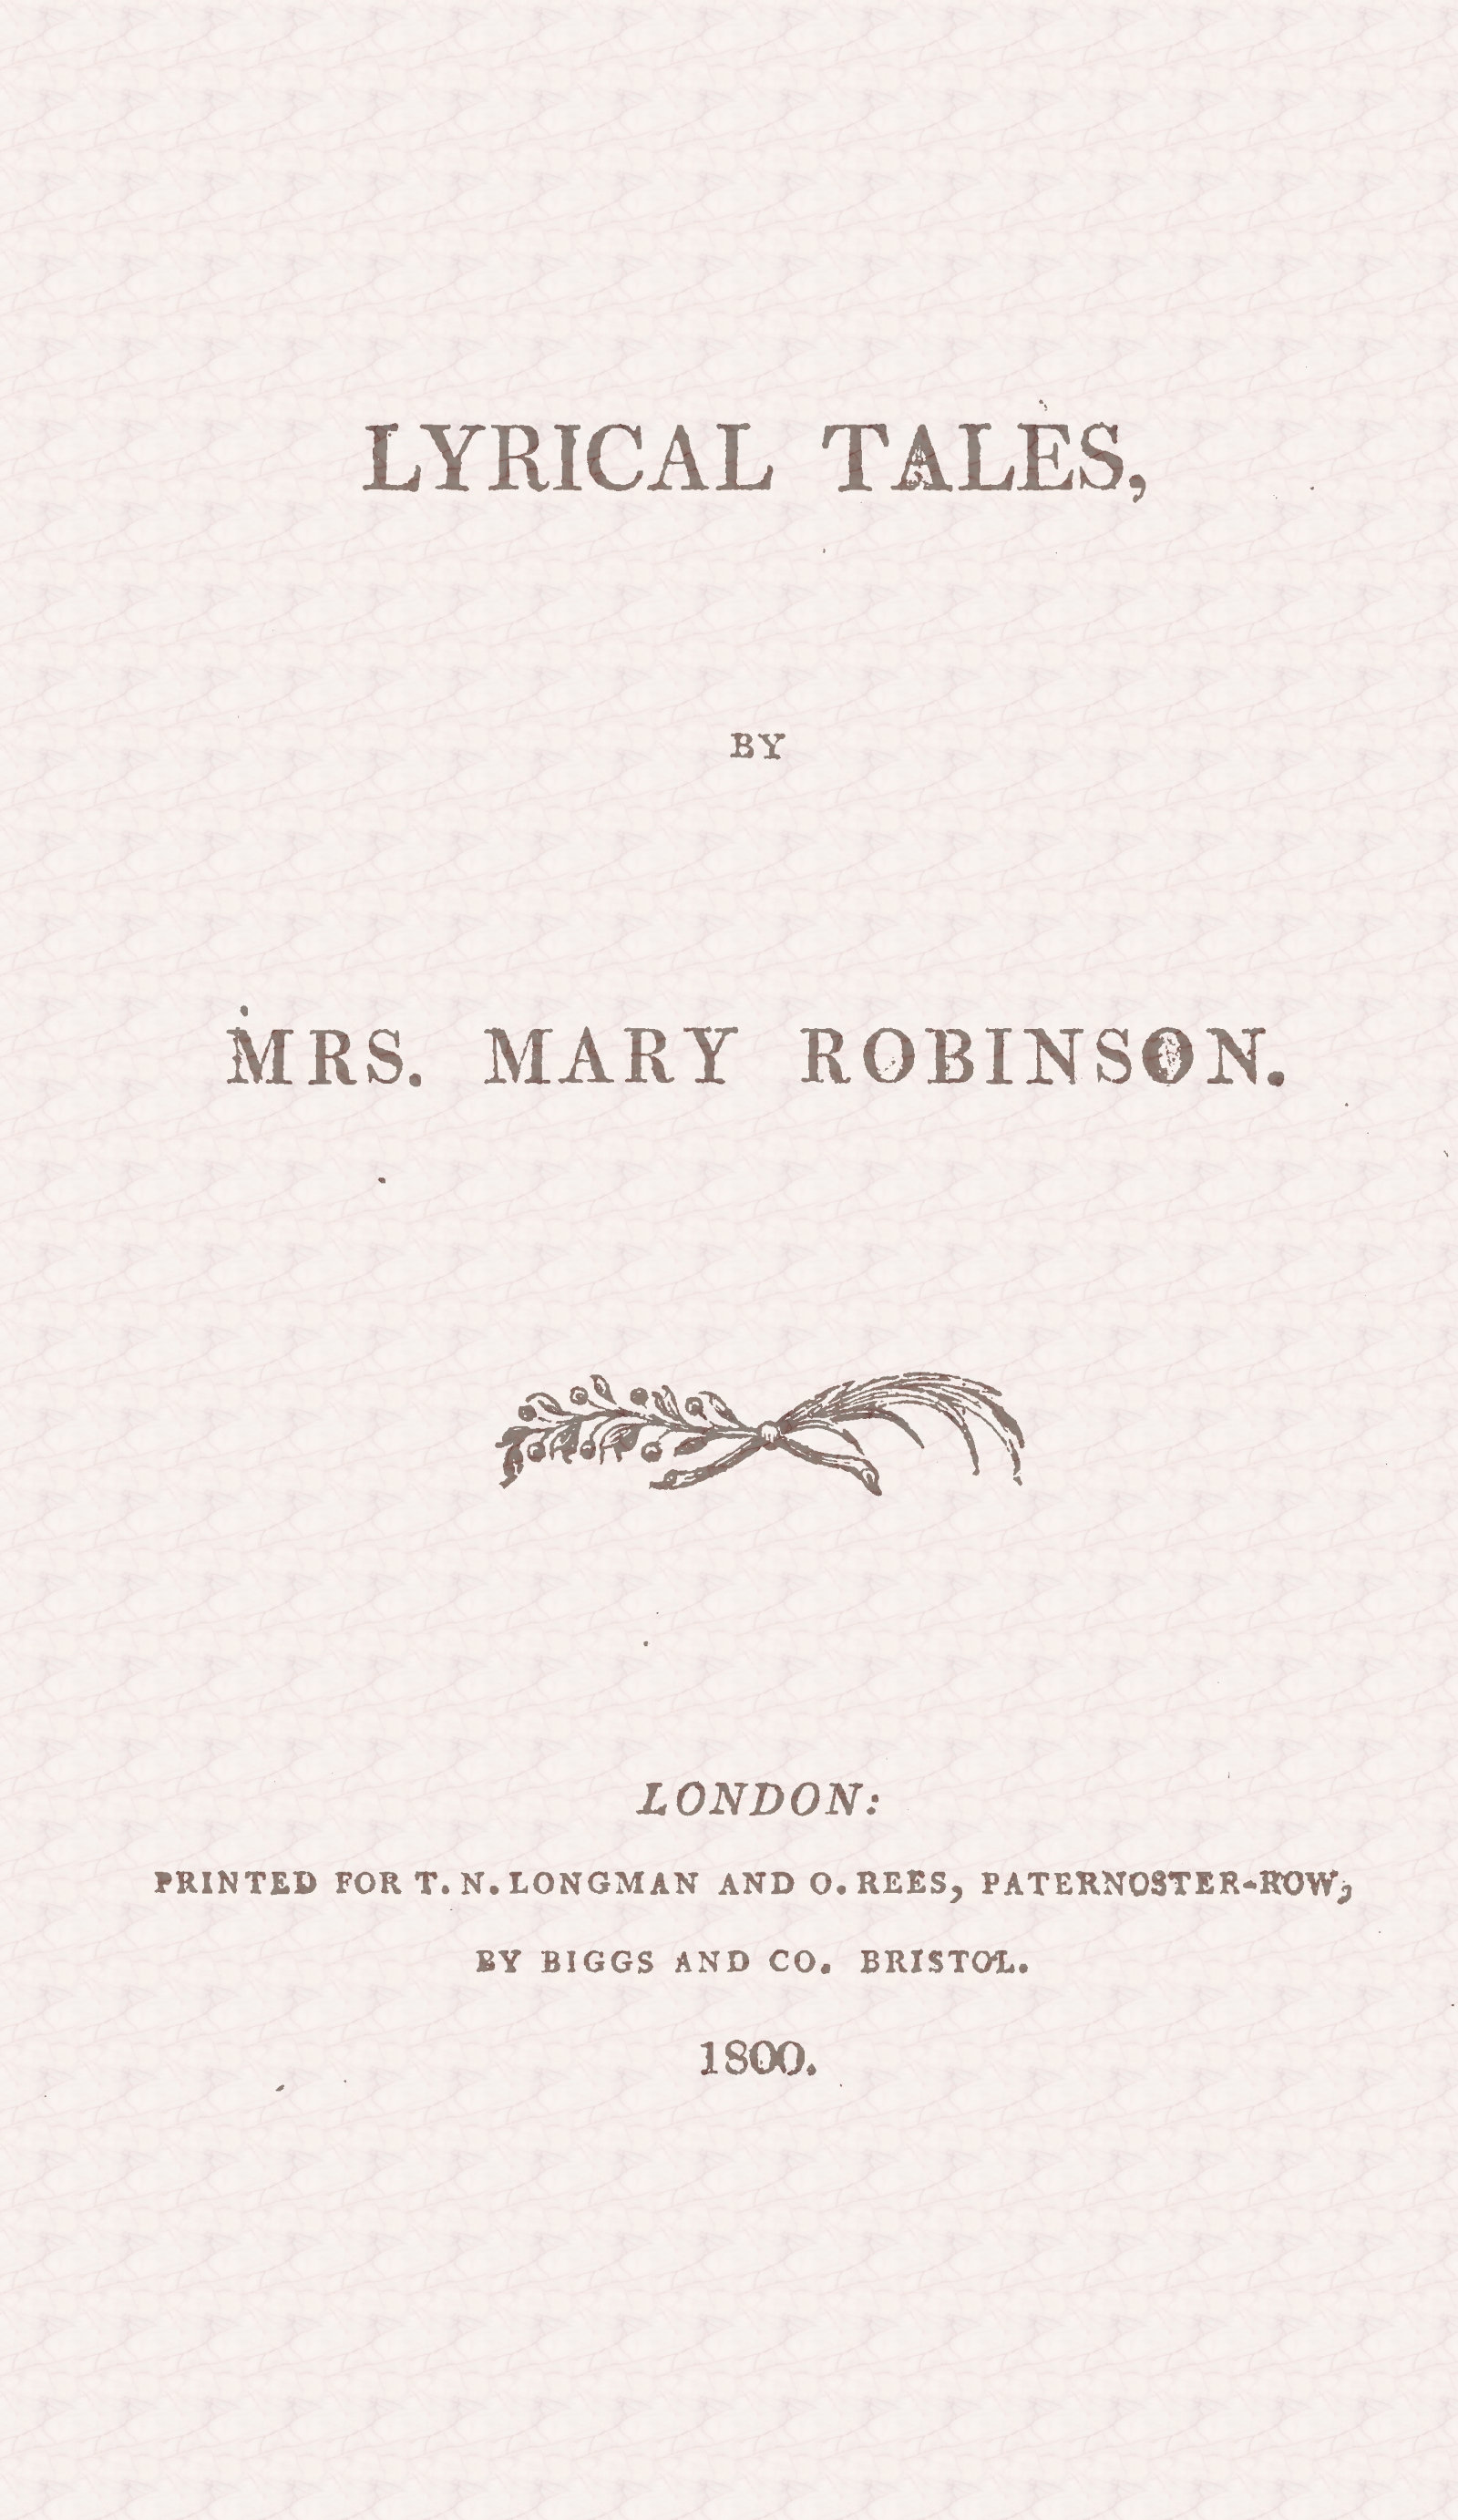 LYRICAL TALES,
BY
MRS. MARY ROBINSON.
LONDON:
PRINTED FOR T. N. LONGMAN AND O. REES, PATERNOSTER-ROW,
BY BIGGS AND CO. BRISTOL.
1800.